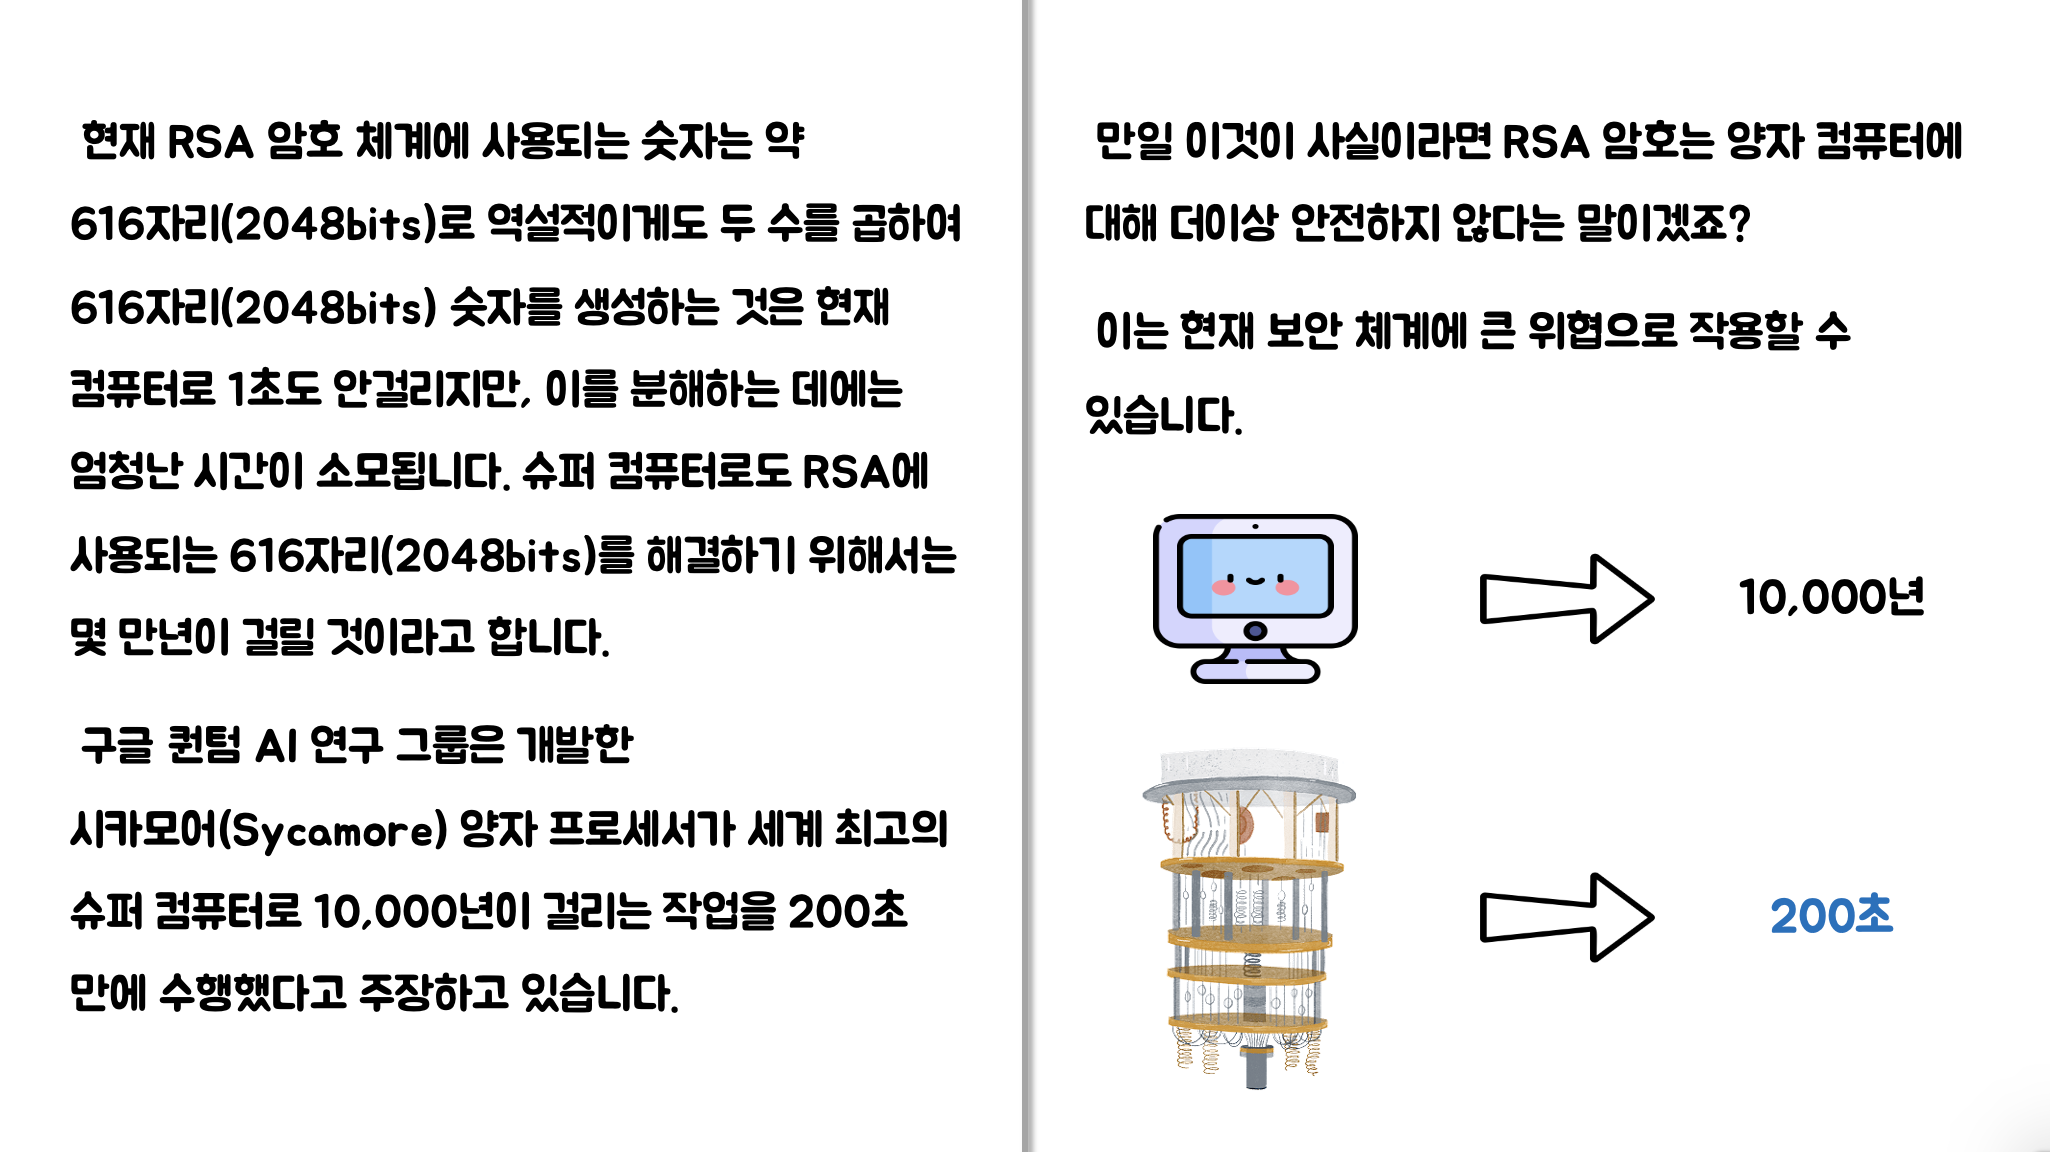 현재 RSA 암호 체계에 사용되는 숫자는 약
616자리(2048bits)로 역설적이게도 두 수를 곱하여
616자리(2048bits) 숫자를 생성하는 것은 현재
컴퓨터로 1초도 안걸리지만, 이를 분해하는 데에는
엄청난 시간이 소모됩니다. 슈퍼 컴퓨터로도 RSA에
사용되는 616자리(2048bits)를 해결하기 위해서는
몇 만년이 걸릴 것이라고 합니다.
구글 퀀텀 AI 연구 그룹은 개발한
시카모어(Sycamore) 양자 프로세서가 세계 최고의
슈퍼 컴퓨터로 10,000년이 걸리는 작업을 200초
만에 수행했다고 주장하고 있습니다.
만일 이것이 사실이라면 RSA 암호는 양자 컴퓨터에
대해 더이상 안전하지 않다는 말이겠죠?
이는 현재 보안 체계에 큰 위협으로 작용할 수
있습니다.
10,000년
200초